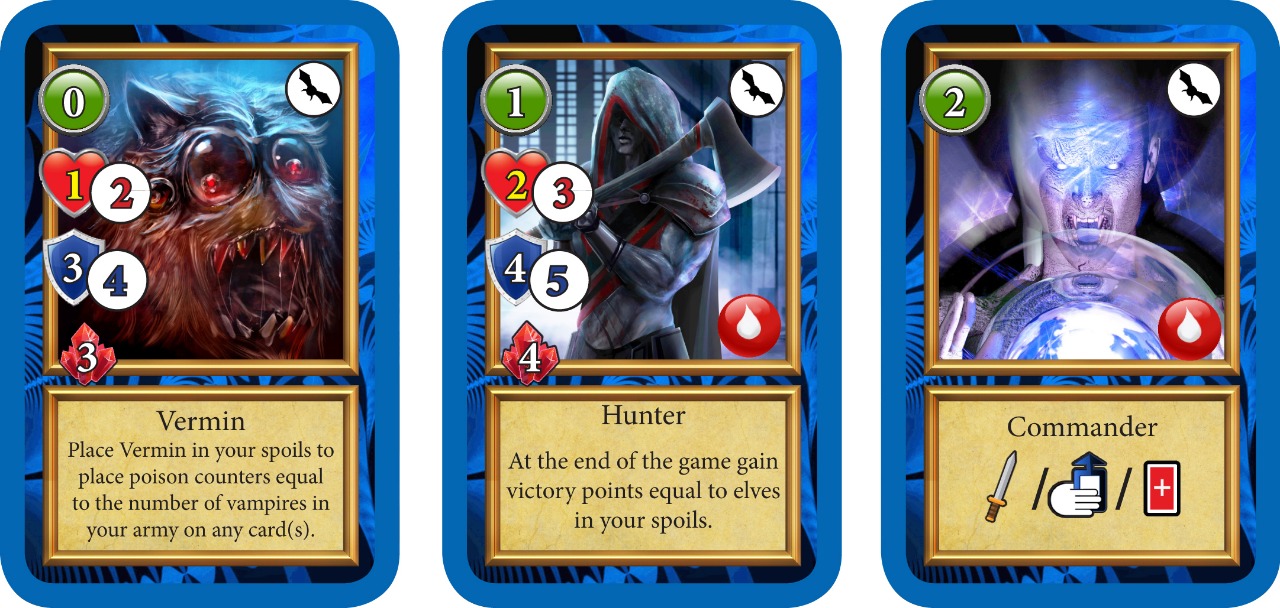 0
1
2
3
4
3
Vermin
Place Vermin in your spoils to
place poison counters equal
to the number of vampires in
your army on any card(s).
1
2
3
4
5
4
Hunter
At the end of the game gain
victory points equal to elves
in your spoils.
2
Commander
/ /
+